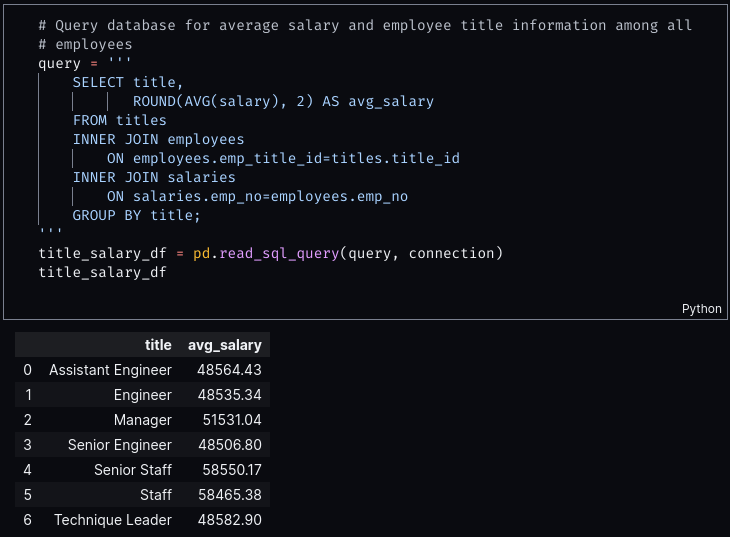 # Query database for average salary and employee title information among all
# employees
query = '''
    SELECT title,
           ROUND(AVG(salary), 2) AS avg_salary
    FROM titles
    INNER JOIN employees
        ON employees.emp_title_id=titles.title_id
    INNER JOIN salaries
        ON salaries.emp_no=employees.emp_no
    GROUP BY title;
'''
title_salary_df = pd.read_sql_query(query, connection)
title_salary_df
Python
title avg_salary
0 Assistant Engineer 48564.43
1 Engineer 48535.34
2 Manager 51531.04
3 Senior Engineer 48506.80
4 Senior Staff 58550.17
5 Staff 58465.38
6 Technique Leader 48582.90